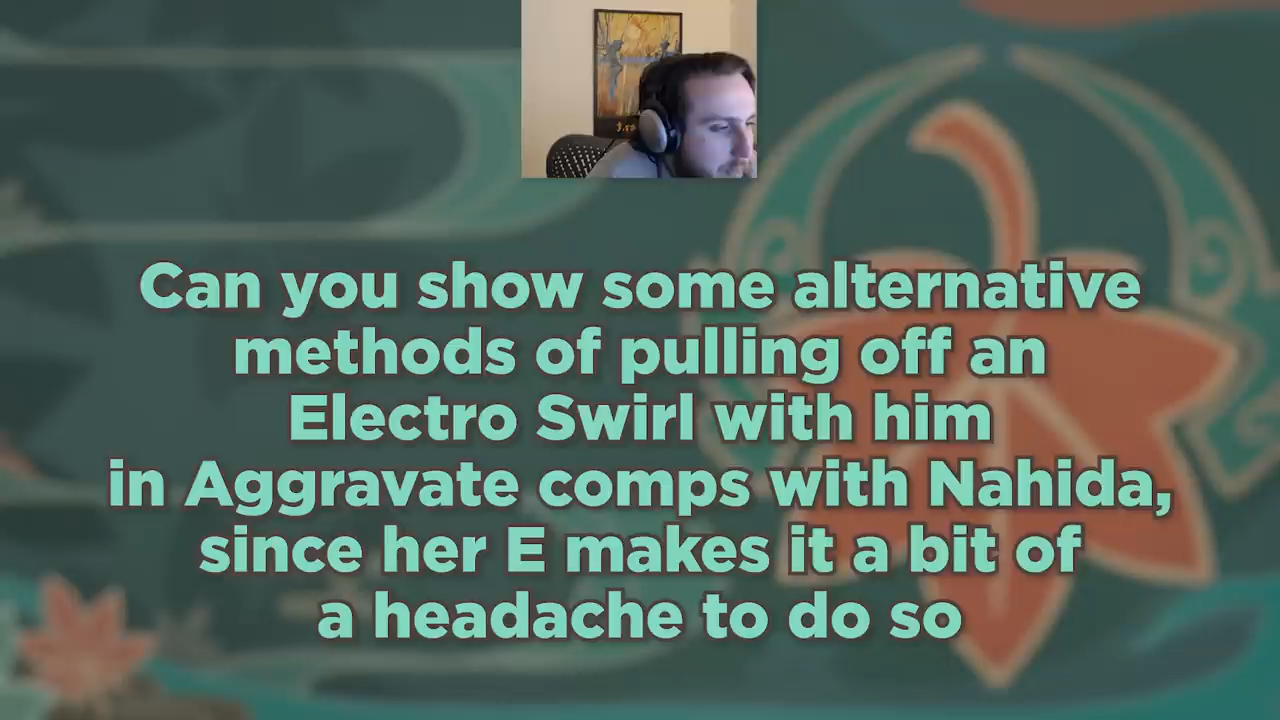 Can you show some alternative
methods of pulling off an
Electro Swirl with him
in Aggravate comps with Nahida,
since her E makes it a bit of
a headache to do so